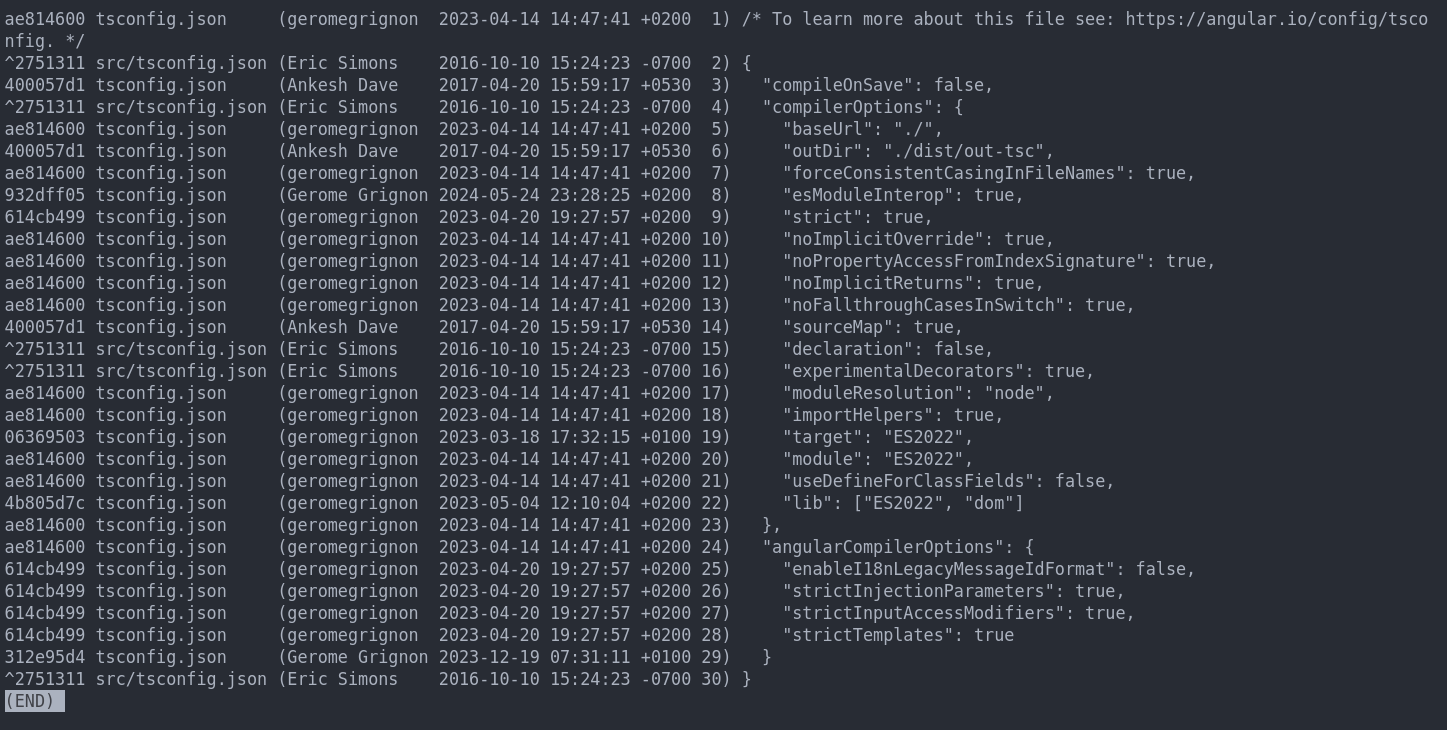 ae814600 tsconfig.json     (geromegrignon  2023-04-14 14:47:41 +0200  1) /* To learn more about this file see: https://angular.io/config/tsco
nfig. */
^2751311 src/tsconfig.json (Eric Simons    2016-10-10 15:24:23 -0700  2) {
400057d1 tsconfig.json     (Ankesh Dave    2017-04-20 15:59:17 +0530  3)   "compileOnSave": false,
^2751311 src/tsconfig.json (Eric Simons    2016-10-10 15:24:23 -0700  4)   "compilerOptions": {
ae814600 tsconfig.json     (geromegrignon  2023-04-14 14:47:41 +0200  5)     "baseUrl": "./",
400057d1 tsconfig.json     (Ankesh Dave    2017-04-20 15:59:17 +0530  6)     "outDir": "./dist/out-tsc",
ae814600 tsconfig.json     (geromegrignon  2023-04-14 14:47:41 +0200  7)     "forceConsistentCasingInFileNames": true,
932dff05 tsconfig.json     (Gerome Grignon 2024-05-24 23:28:25 +0200  8)     "esModuleInterop": true,
614cb499 tsconfig.json     (geromegrignon  2023-04-20 19:27:57 +0200  9)     "strict": true,
ae814600 tsconfig.json     (geromegrignon  2023-04-14 14:47:41 +0200 10)     "noImplicitOverride": true,
ae814600 tsconfig.json     (geromegrignon  2023-04-14 14:47:41 +0200 11)     "noPropertyAccessFromIndexSignature": true,
ae814600 tsconfig.json     (geromegrignon  2023-04-14 14:47:41 +0200 12)     "noImplicitReturns": true,
ae814600 tsconfig.json     (geromegrignon  2023-04-14 14:47:41 +0200 13)     "noFallthroughCasesInSwitch": true,
400057d1 tsconfig.json     (Ankesh Dave    2017-04-20 15:59:17 +0530 14)     "sourceMap": true,
^2751311 src/tsconfig.json (Eric Simons    2016-10-10 15:24:23 -0700 15)     "declaration": false,
^2751311 src/tsconfig.json (Eric Simons    2016-10-10 15:24:23 -0700 16)     "experimentalDecorators": true,
ae814600 tsconfig.json     (geromegrignon  2023-04-14 14:47:41 +0200 17)     "moduleResolution": "node",
ae814600 tsconfig.json     (geromegrignon  2023-04-14 14:47:41 +0200 18)     "importHelpers": true,
06369503 tsconfig.json     (geromegrignon  2023-03-18 17:32:15 +0100 19)     "target": "ES2022",
ae814600 tsconfig.json     (geromegrignon  2023-04-14 14:47:41 +0200 20)     "module": "ES2022",
ae814600 tsconfig.json     (geromegrignon  2023-04-14 14:47:41 +0200 21)     "useDefineForClassFields": false,
4b805d7c tsconfig.json     (geromegrignon  2023-05-04 12:10:04 +0200 22)     "lib": ["ES2022", "dom"]
ae814600 tsconfig.json     (geromegrignon  2023-04-14 14:47:41 +0200 23)   },
ae814600 tsconfig.json     (geromegrignon  2023-04-14 14:47:41 +0200 24)   "angularCompilerOptions": {
614cb499 tsconfig.json     (geromegrignon  2023-04-20 19:27:57 +0200 25)     "enableI18nLegacyMessageIdFormat": false,
614cb499 tsconfig.json     (geromegrignon  2023-04-20 19:27:57 +0200 26)     "strictInjectionParameters": true,
614cb499 tsconfig.json     (geromegrignon  2023-04-20 19:27:57 +0200 27)     "strictInputAccessModifiers": true,
614cb499 tsconfig.json     (geromegrignon  2023-04-20 19:27:57 +0200 28)     "strictTemplates": true
312e95d4 tsconfig.json     (Gerome Grignon 2023-12-19 07:31:11 +0100 29)   }
^2751311 src/tsconfig.json (Eric Simons    2016-10-10 15:24:23 -0700 30) }
(END)